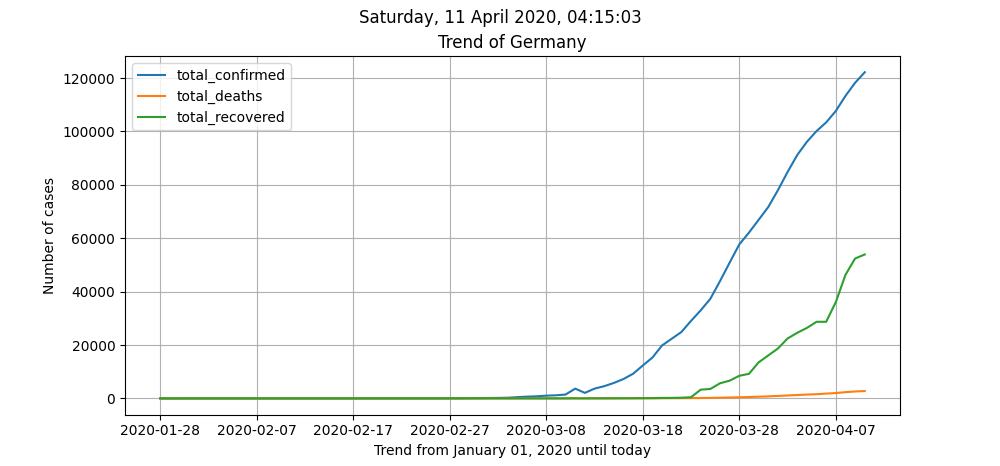 Saturday, 11 April 2020, 04:15:03
Trend of Germany
total_confirmed
total_deaths
total_recovered
Number of cases
120000
100000
80000
60000
40000
20000
0
2020-01-28 2020-02-07 2020-02-17 2020-02-27 2020-03-08 2020-03-18 2020-03-28 2020-04-07
Trend from January 01, 2020 until today